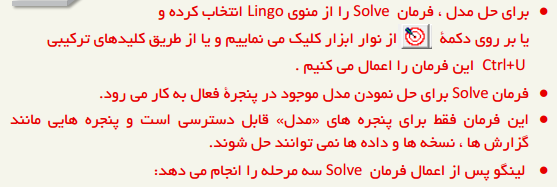 برای حل مدل ، فرمان Solve را از منوی Lingo انتخاب کرده و
یا بر روی دکمۀ از نوار ابزار کلیک می نماییم و یا از طریق کلیدهای ترکیبی
Ctrl+U این فرمان را اعمال می کنیم .
فرمان Solve برای حل نمودن مدل موجود در پنجرۀ فعال به کار می رود.
این فرمان فقط برای پنجره های «مدل» قابل دسترسی است و پنجره هایی مانند
گزارش ها ، نسخه ها و داده ها نمی توانند حل شوند.
لینگو پس از اعمال فرمان Solve سه مرحله را انجام می دهد: